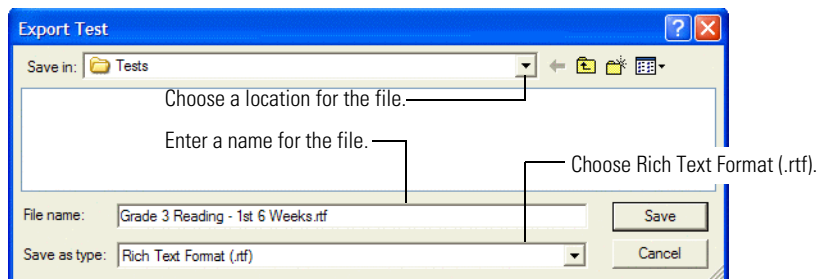 Export Test
Save in: Tests
Choose a location for the file.
Enter a name for the file.
Choose Rich Text Format (.rtf).
File name: Grade 3 Reading - 1st 6 Weeks.rtf Save
Save as type: Rich Text Format (.rtf) Cancel